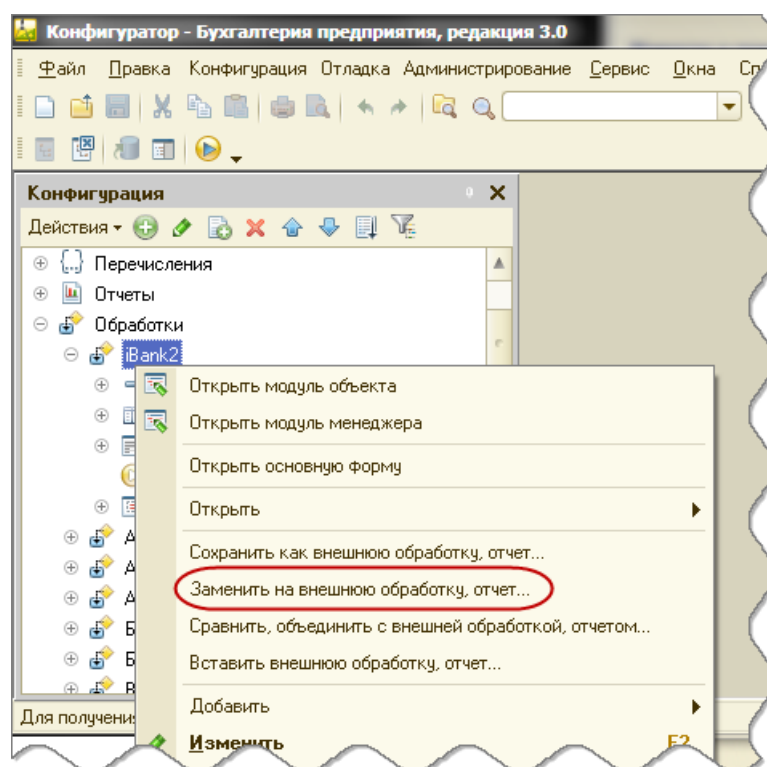 Конфигуратор - Бухгалтерия предприятия, редакция 3.0
Файл Правка Конфигурация Отладка Администрирование Сервис Окна
Конфигурация
Действия
Перечисления
Отчеты
Обработки
iBank2
Открыть модуль объекта
Открыть модуль менеджера
Открыть основную форму
Открыть
Сохранить как внешнюю обработку, отчет...
Заменить на внешнюю обработку, отчет...
Сравнить, объединить с внешней обработкой, отчетом...
Вставить внешнюю обработку, отчет...
Добавить
Для
Изменить F2